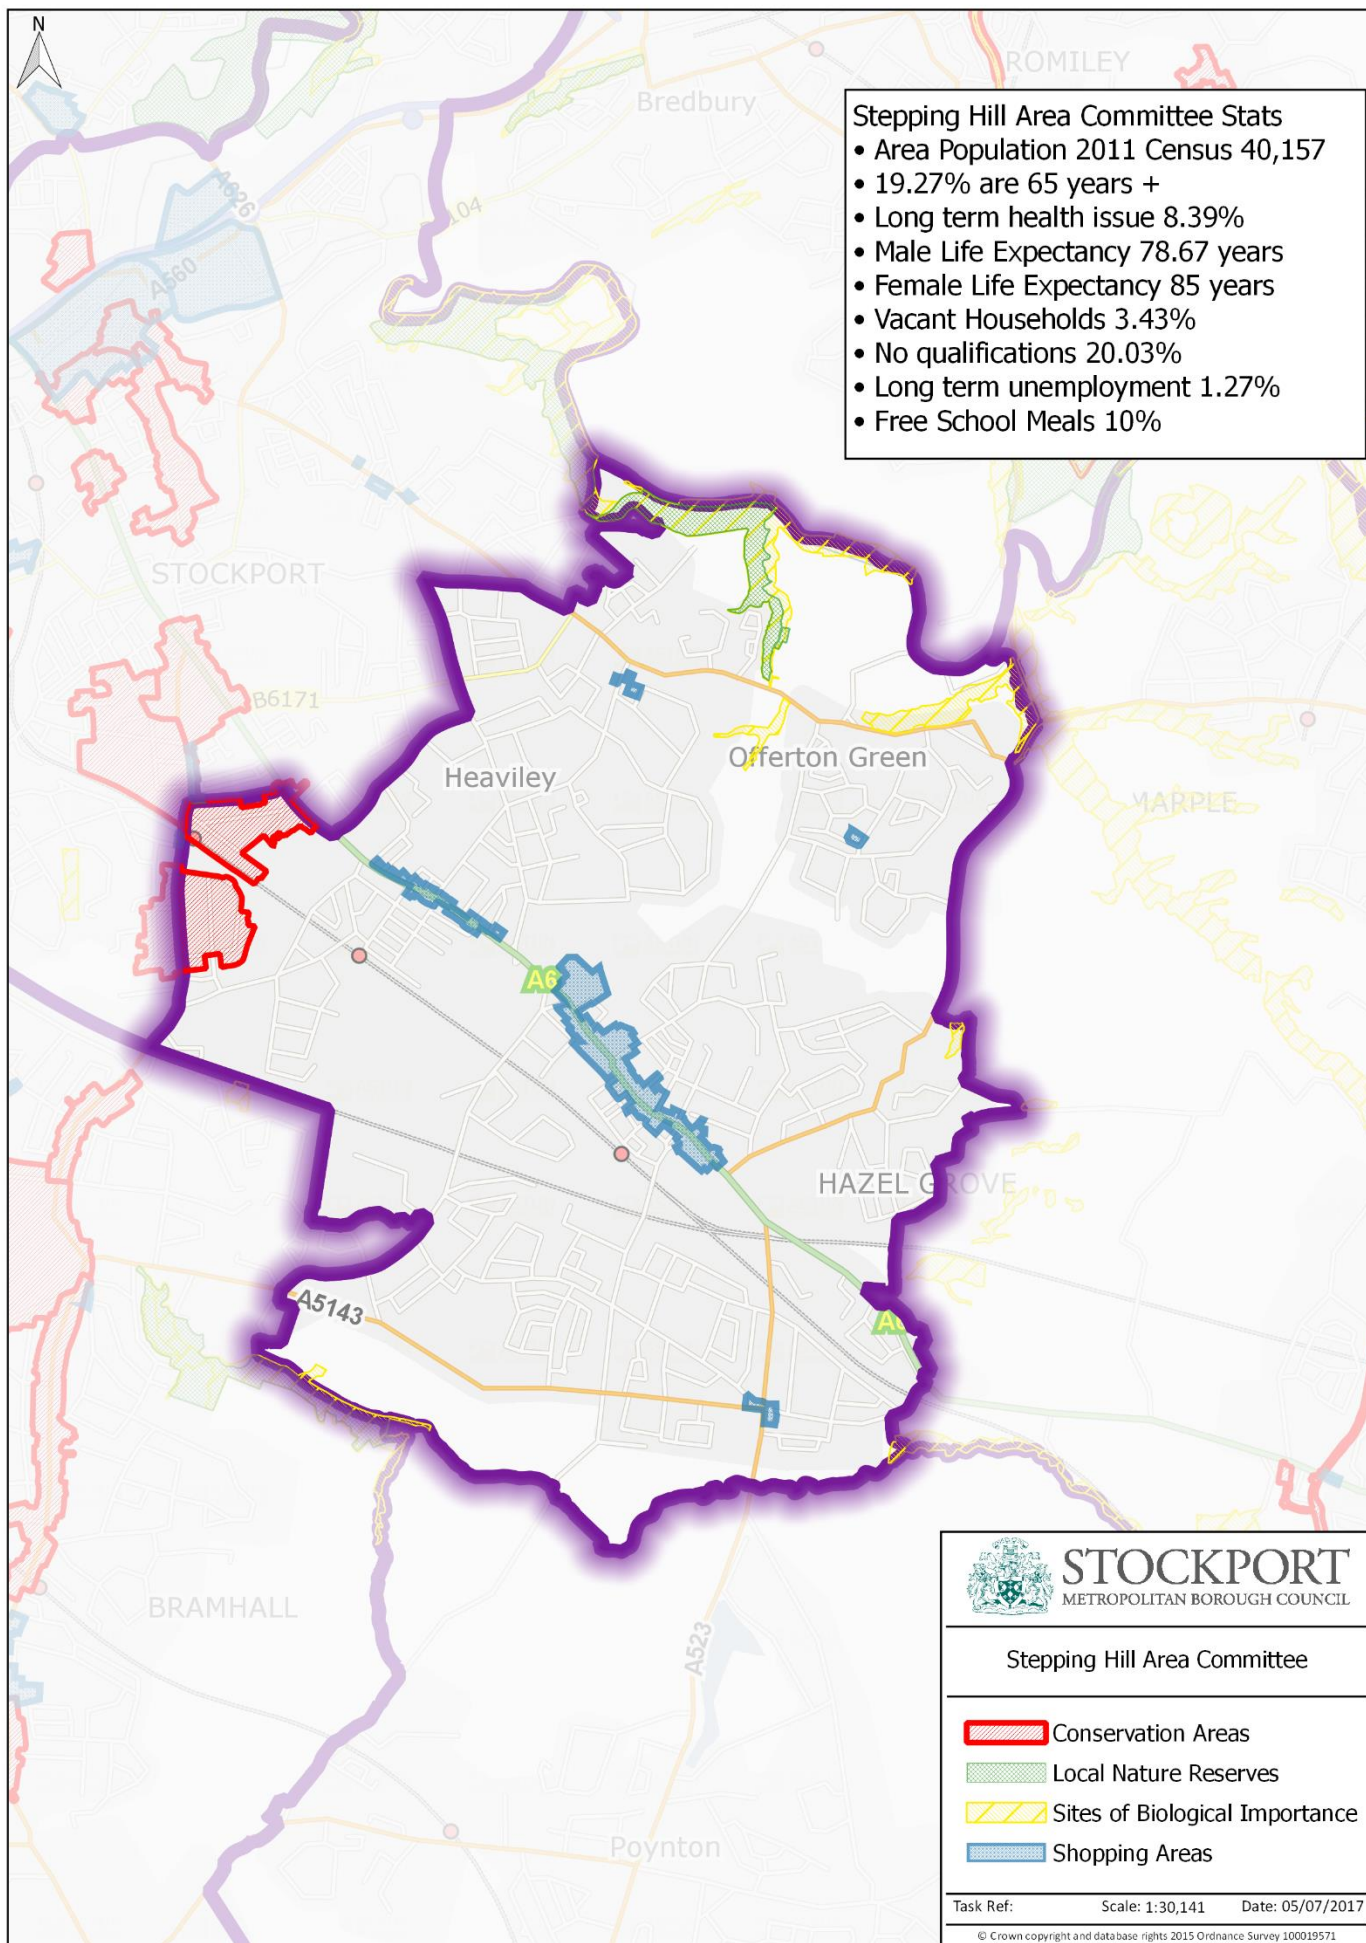 N
ROMILEY
Bredbury
Stepping Hill Area Committee Stats
• Area Population 2011 Census 40,157
• 19.27% are 65 years +
• Long term health issue 8.39%
• Male Life Expectancy 78.67 years
• Female Life Expectancy 85 years
• Vacant Households 3.43%
• No qualifications 20.03%
• Long term unemployment 1.27%
• Free School Meals 10%
A626
104
A560
STOCKPORT
B6171
Heaviley
Offerton Green
MARPLE
A6
HAZEL GROVE
A5143
BRAMHALL
A523
Poynton
STOCKPORT
METROPOLITAN BOROUGH COUNCIL
Stepping Hill Area Committee
Conservation Areas
Local Nature Reserves
Sites of Biological Importance
Shopping Areas
Task Ref: Scale: 1:30,141 Date: 05/07/2017
© Crown copyright and database rights 2015 Ordnance Survey 100019571